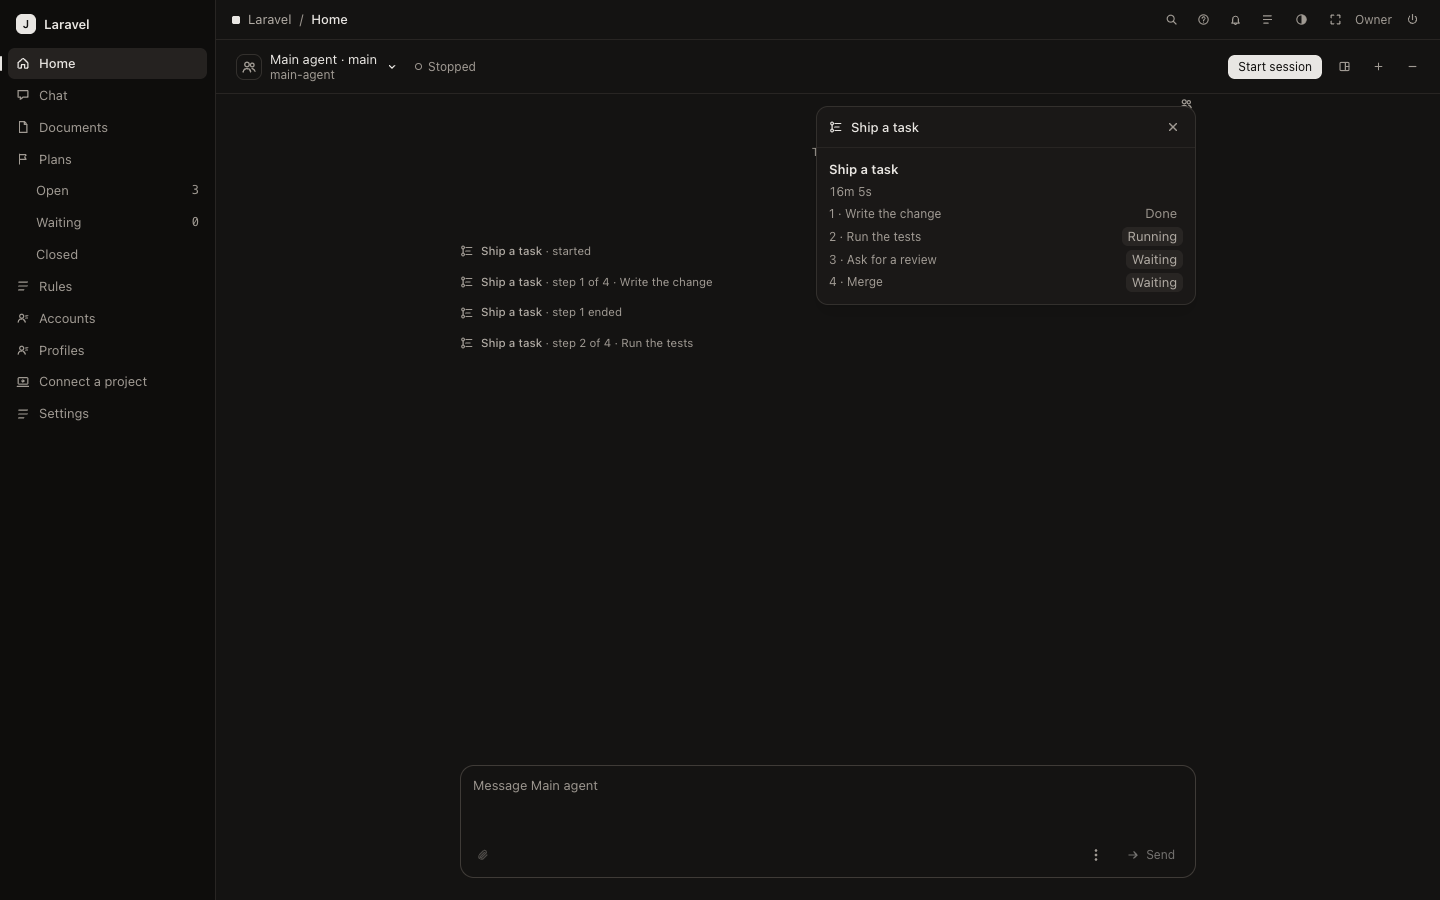 J Laravel
Home
Chat
Documents
Plans
Open 3
Waiting 0
Closed
Rules
Accounts
Profiles
Connect a project
Settings
Laravel / Home
Owner
Main agent · main
main-agent
Stopped
Start session
Ship a task
Ship a task
16m 5s
1 · Write the change Done
2 · Run the tests Running
3 · Ask for a review Waiting
4 · Merge Waiting
Ship a task · started
Ship a task · step 1 of 4 · Write the change
Ship a task · step 1 ended
Ship a task · step 2 of 4 · Run the tests
Message Main agent
Send